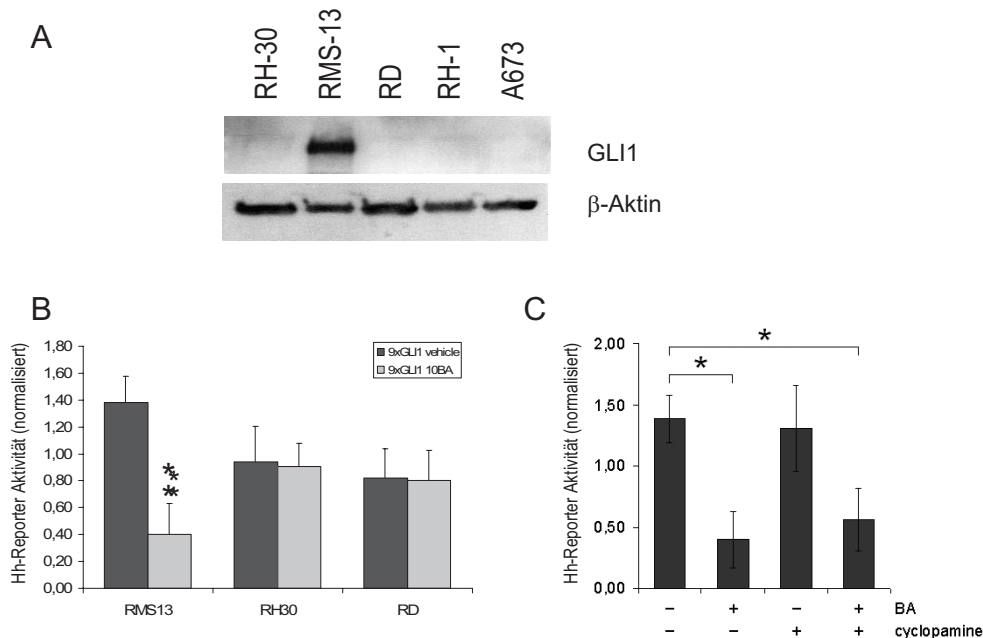 A
RH-30
RMS-13
RD
RH-1
A673
GLI1
β-Aktin
B
Hh-Reporter Aktivität (normalisiert)
1,80
1,60
1,40
1,20
1,00
0,80
0,60
0,40
0,20
0,00
9xGLI1 vehicle
9xGLI1 10BA
***
RMS13
RH30
RD
C
Hh-Reporter Aktivität (normalisiert)
2,00
1,50
1,00
0,50
0,00
*
*
– + – + BA
– – + + cyclopamine